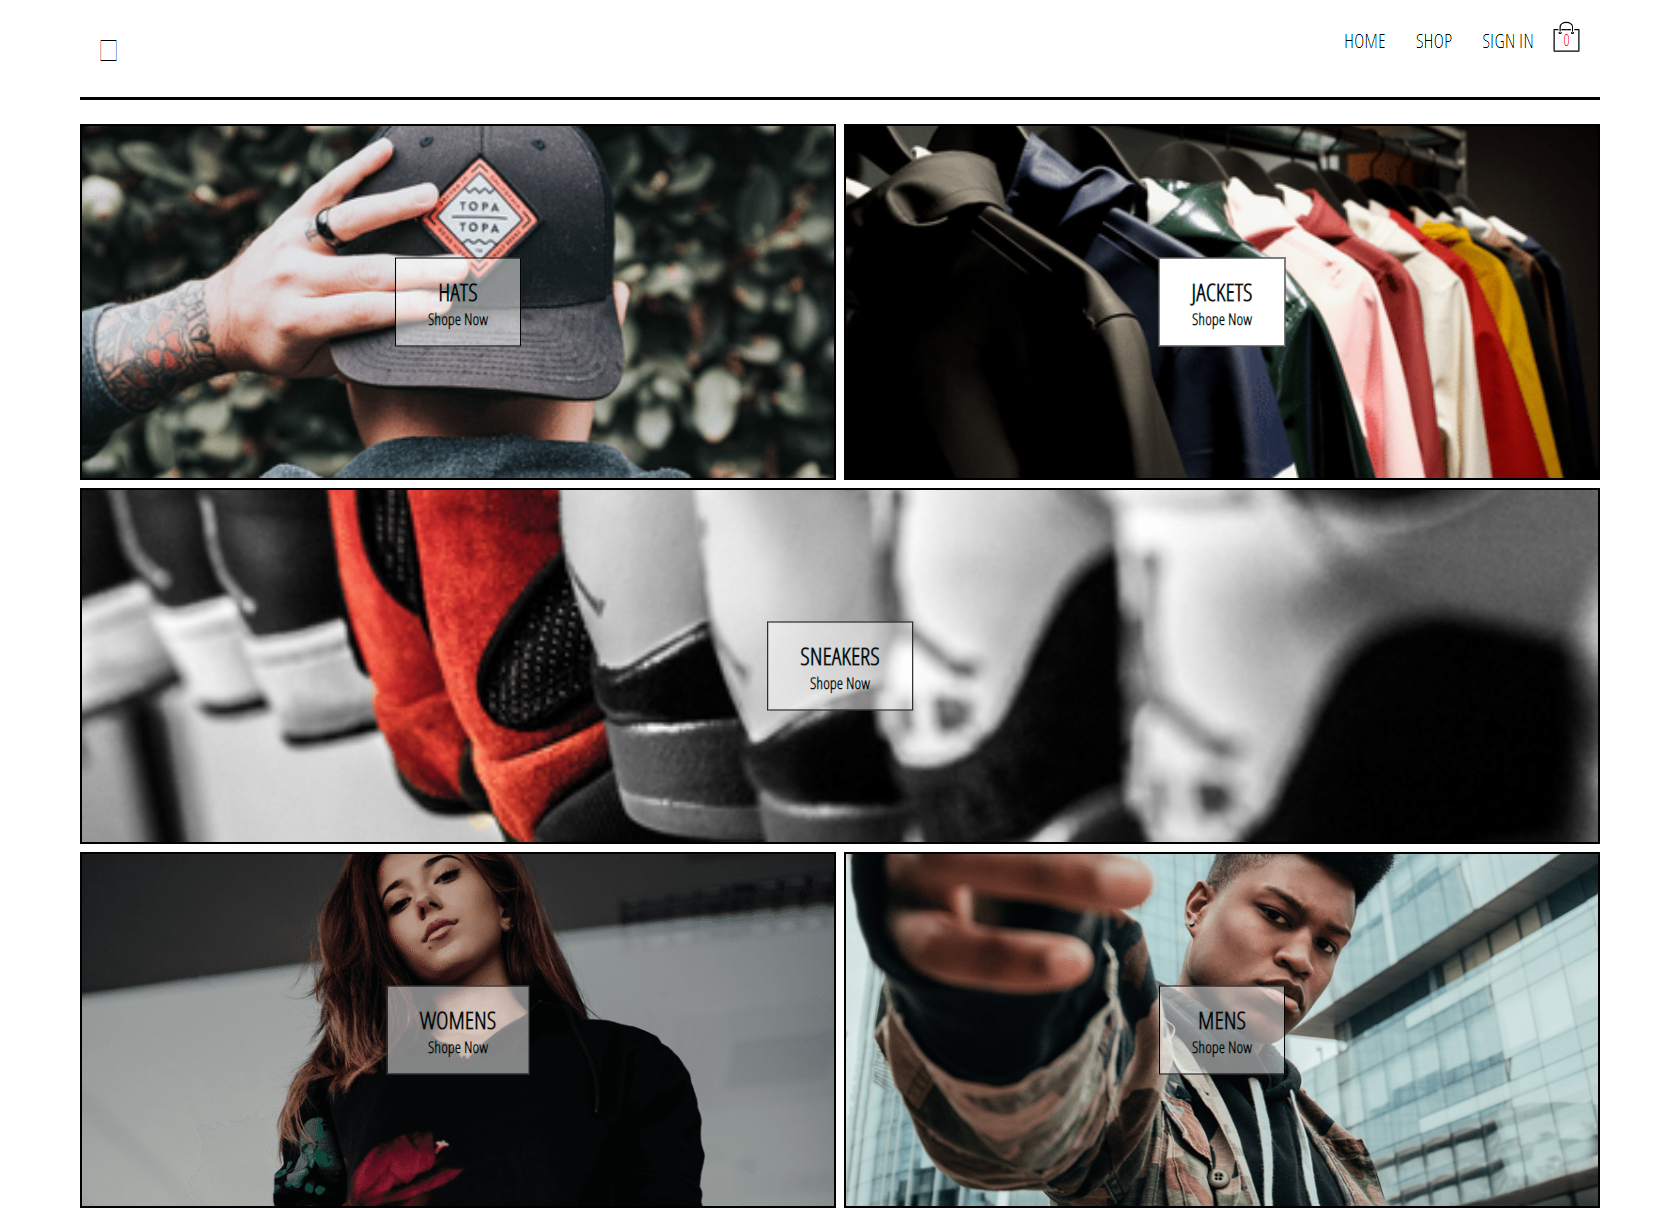 HOME SHOP SIGN IN 0
TOPA
TOPA
HATS
Shope Now
JACKETS
Shope Now
SNEAKERS
Shope Now
WOMENS
Shope Now
MENS
Shope Now